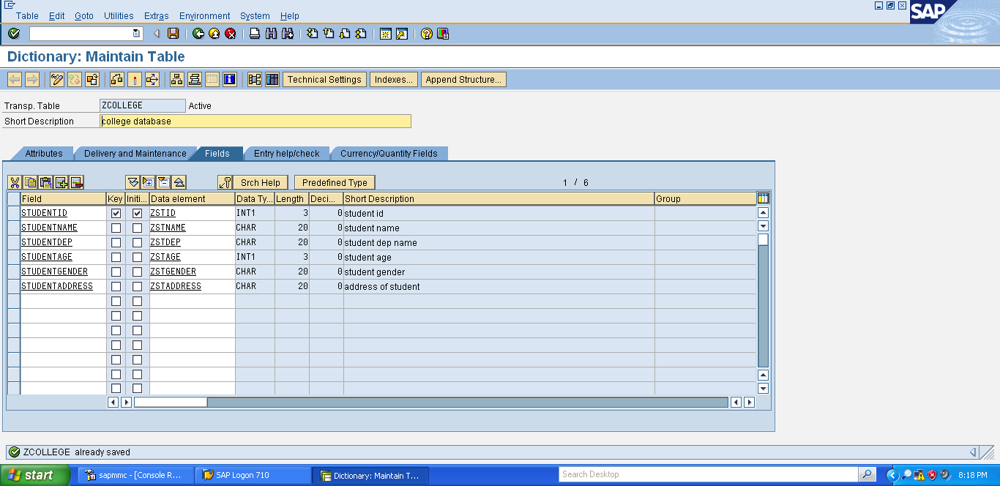 Table Edit Goto Utilities Extras Environment System Help
SAP
Dictionary: Maintain Table
Technical Settings Indexes... Append Structure...
Transp. Table ZCOLLEGE Active
Short Description college database
Attributes Delivery and Maintenance Fields Entry help/check Currency/Quantity Fields
Srch Help Predefined Type 1 / 6
Field Key Initi... Data element Data Ty... Length Deci... Short Description Group
STUDENTID ZSTID INT1 3 0 student id
STUDENTNAME ZSTNAME CHAR 20 0 student name
STUDENTDEP ZSTDEP CHAR 20 0 student dep name
STUDENTAGE ZSTAGE INT1 3 0 student age
STUDENTGENDER ZSTGENDER CHAR 20 0 student gender
STUDENTADDRESS ZSTADDRESS CHAR 20 0 address of student
ZCOLLEGE already saved
start sapmmc - [Console R... SAP Logon 710 Dictionary: Maintain T... Search Desktop 8:18 PM